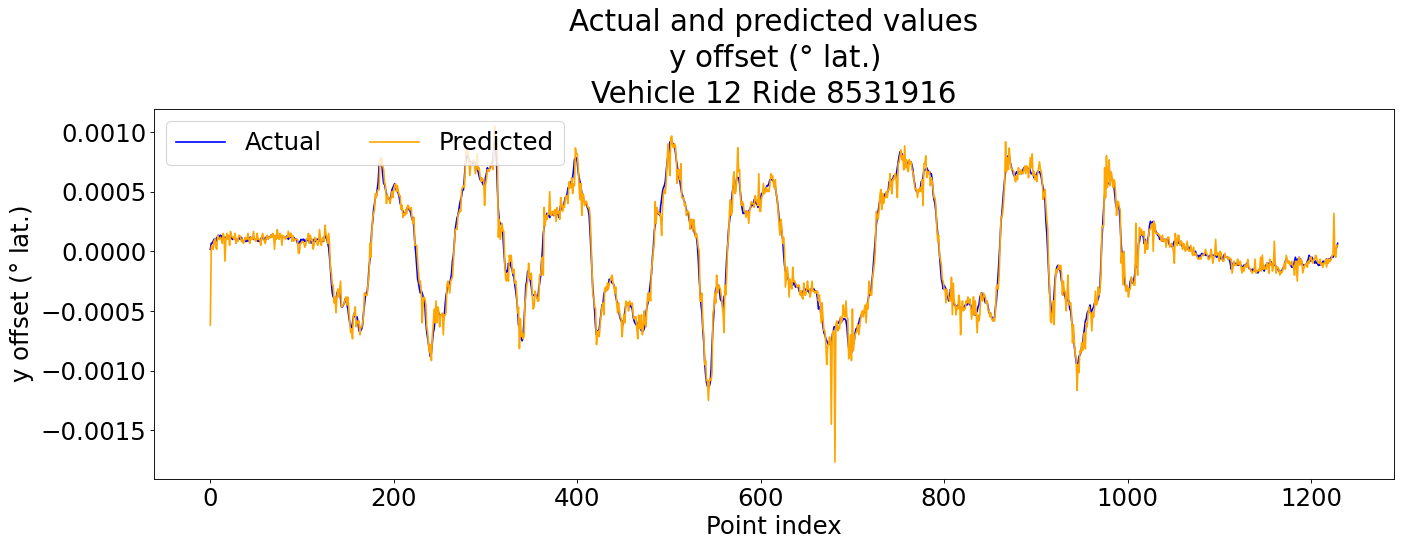 Actual and predicted values
y offset (° lat.)
Vehicle 12 Ride 8531916
Actual
Predicted
y offset (° lat.)
0.0010
0.0005
0.0000
−0.0005
−0.0010
−0.0015
0 200 400 600 800 1000 1200
Point index